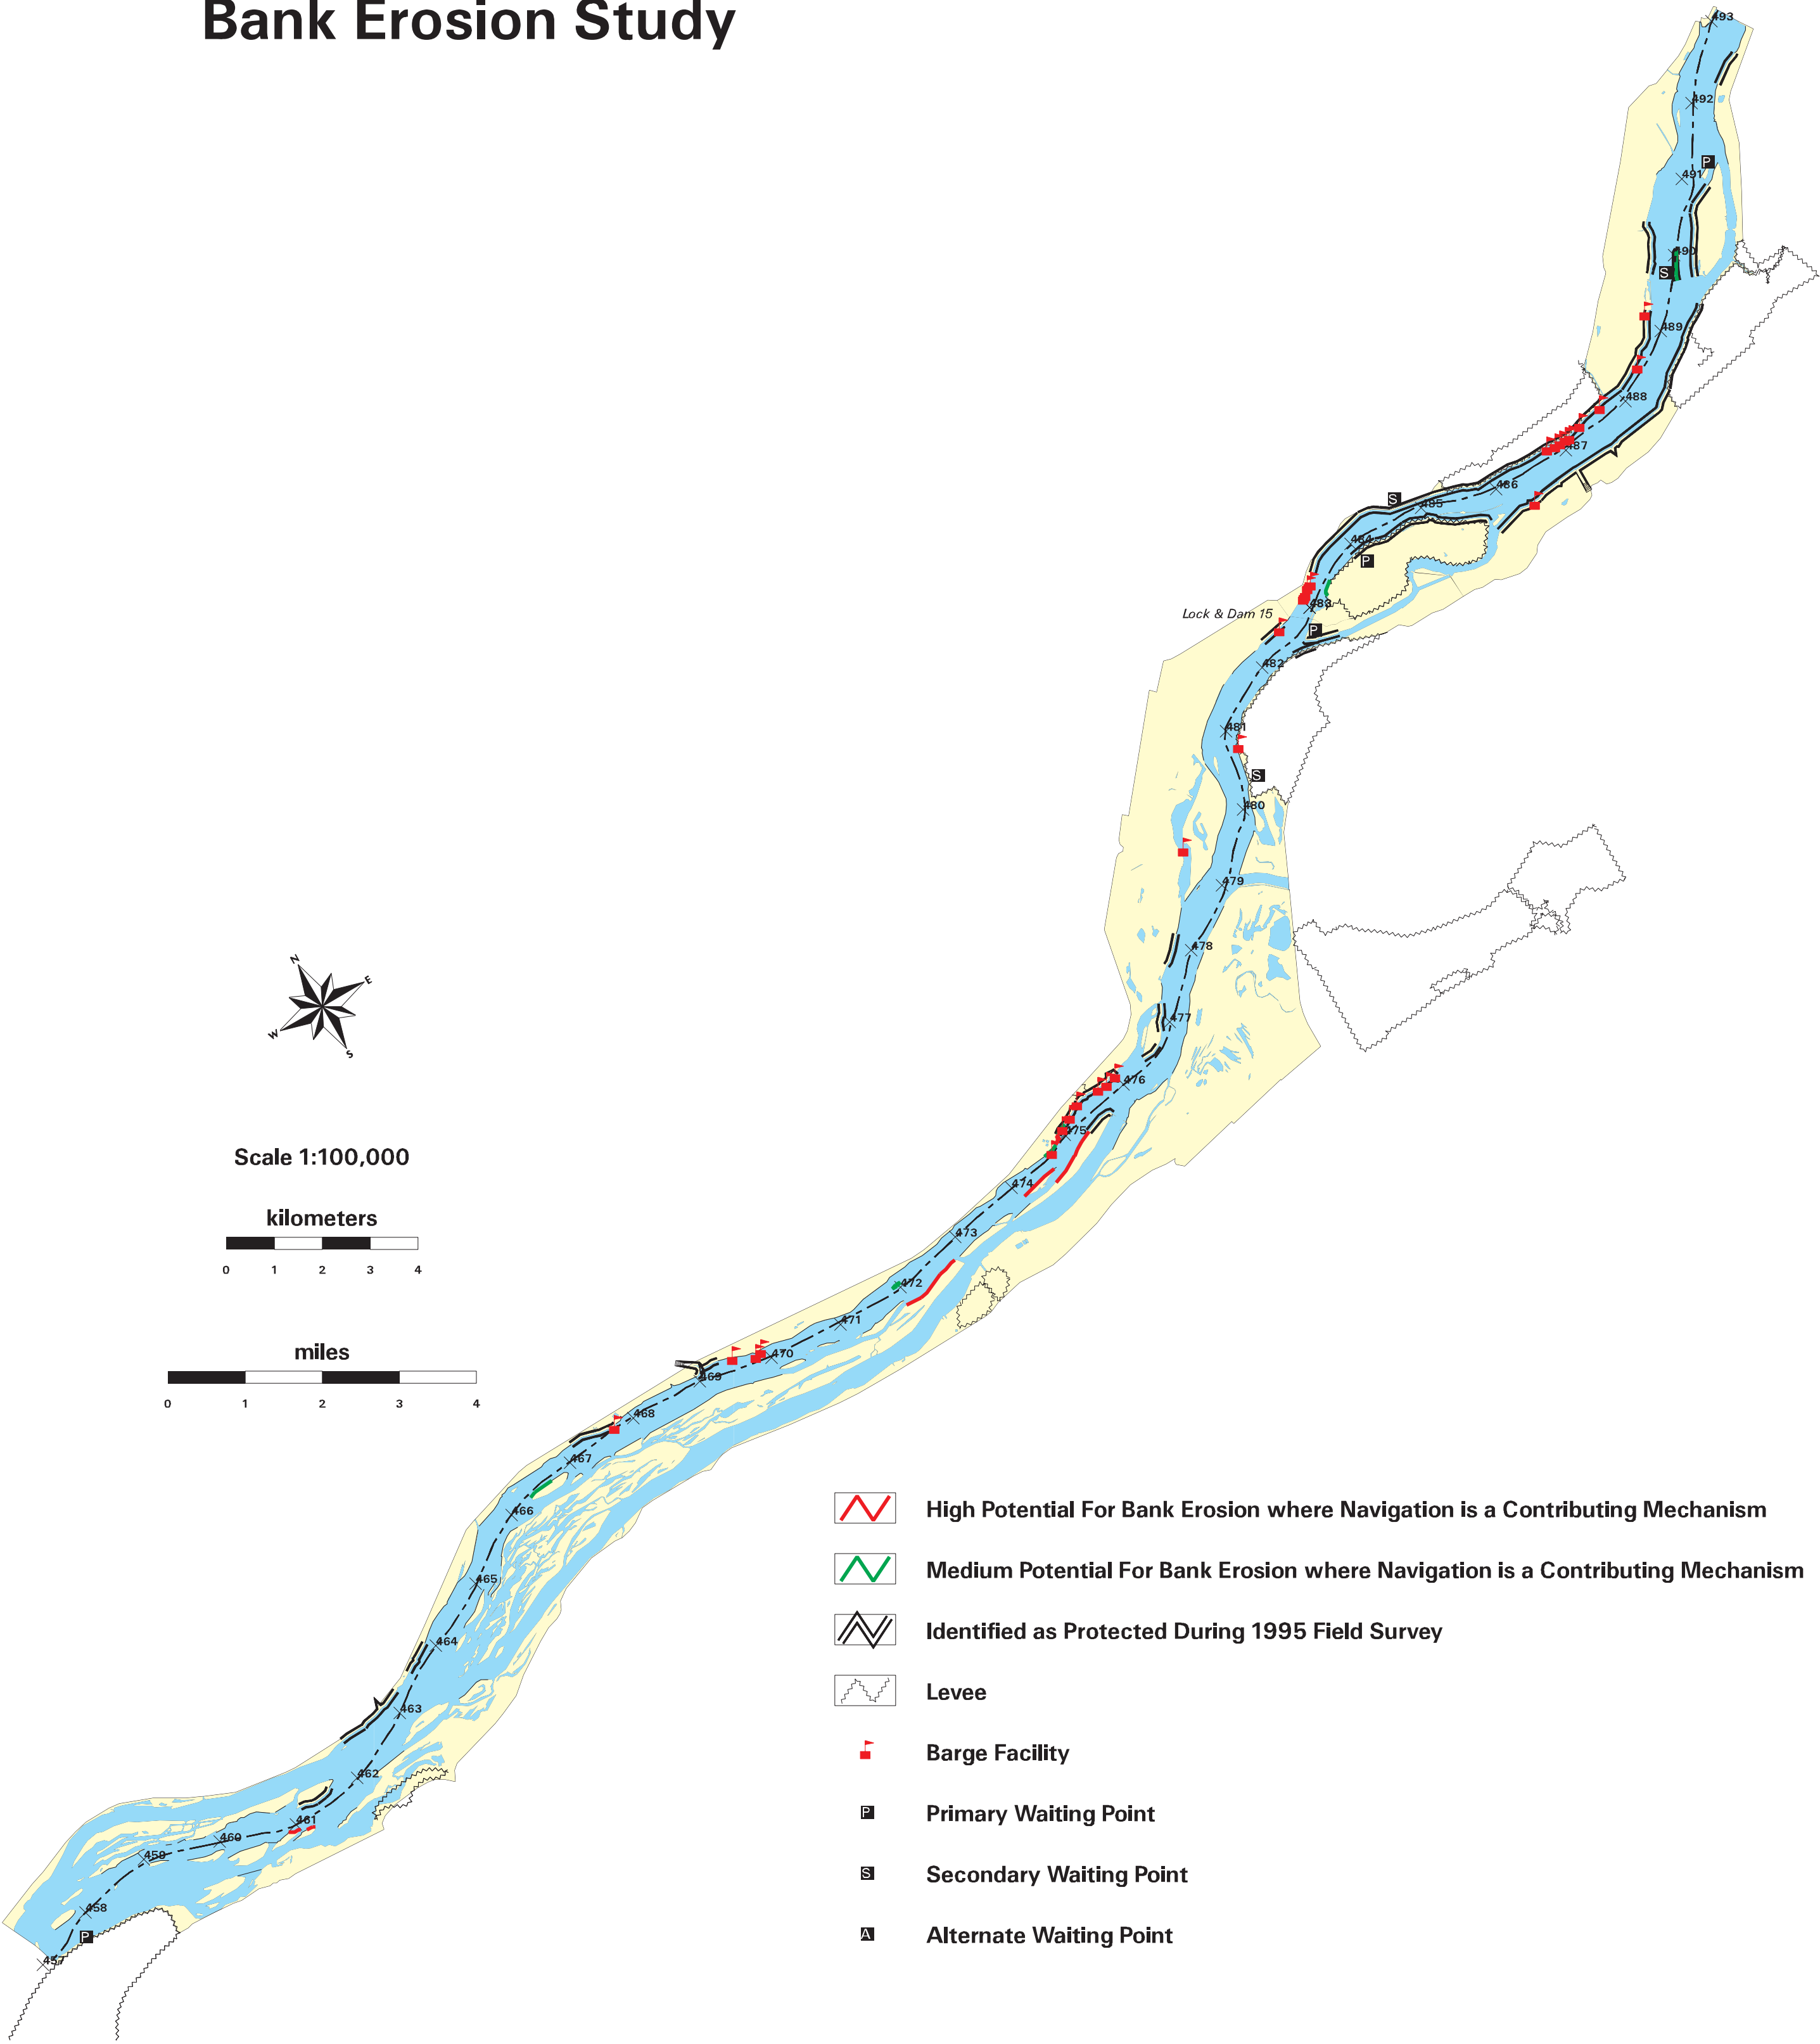 Bank Erosion Study
493
492
P
491
490
S
489
488
487
486
S
485
484
P
483
Lock & Dam 15
P
482
481
S
480
479
478
N
E
W
S
477
476
475
Scale 1:100,000
474
kilometers
473
0 1 2 3 4
472
471
miles
470
469
0 1 2 3 4
468
467
High Potential For Bank Erosion where Navigation is a Contributing Mechanism
466
Medium Potential For Bank Erosion where Navigation is a Contributing Mechanism
465
Identified as Protected During 1995 Field Survey
464
Levee
463
Barge Facility
462
P Primary Waiting Point
461
460
459
S Secondary Waiting Point
458
P
A Alternate Waiting Point
457